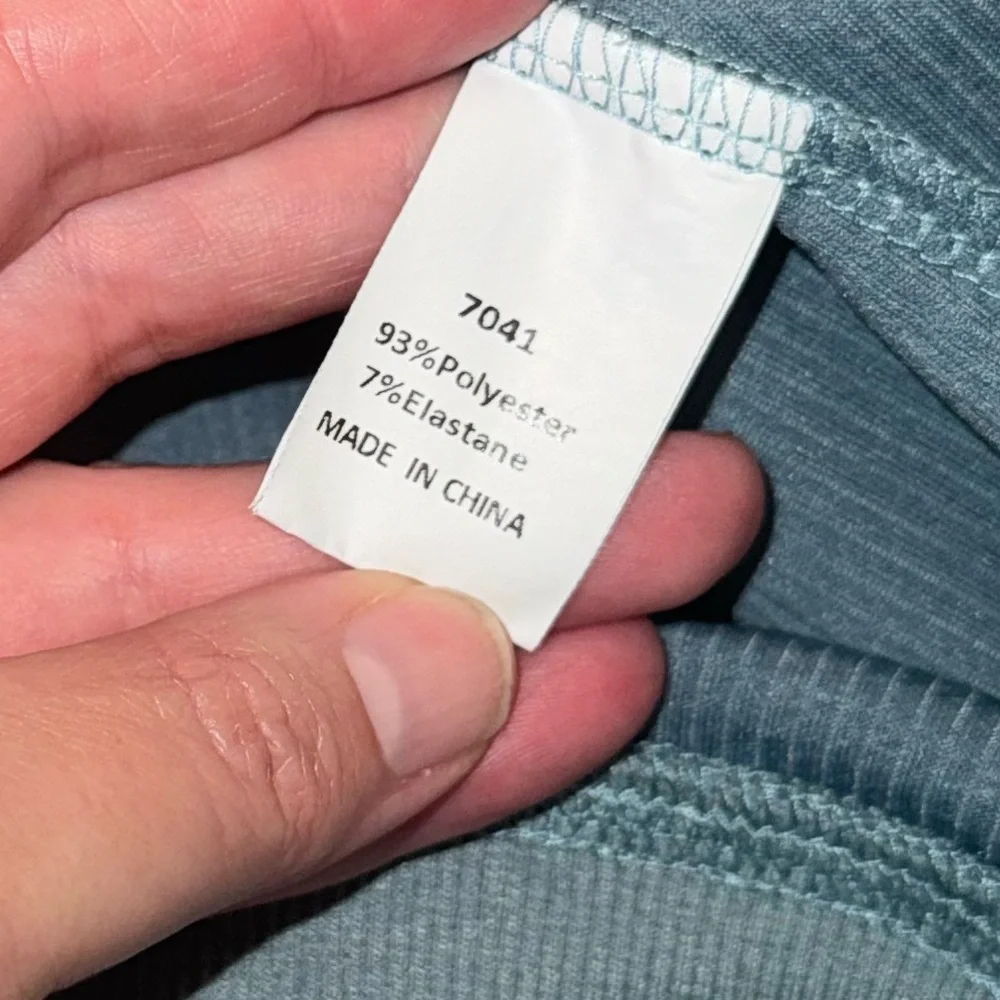 7041
93%Polyester
7%Elastane
MADE IN CHINA